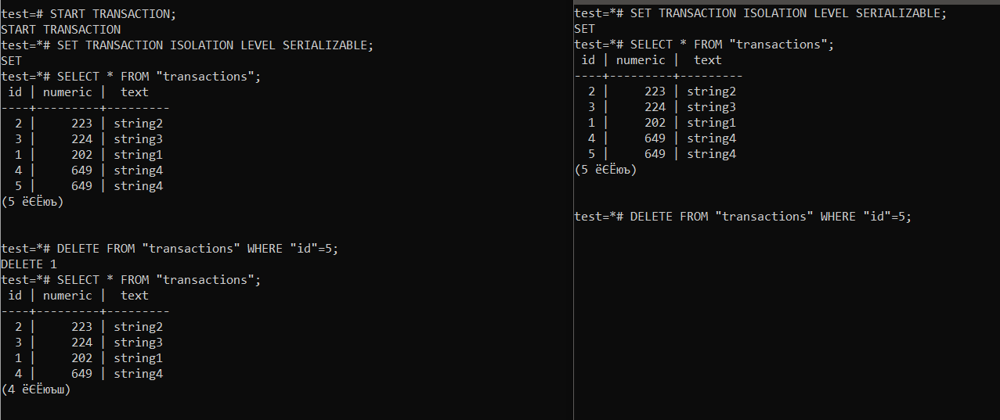 test=# START TRANSACTION;
START TRANSACTION
test=*# SET TRANSACTION ISOLATION LEVEL SERIALIZABLE;
SET
test=*# SELECT * FROM "transactions";
 id | numeric |  text
----+---------+---------
  2 |     223 | string2
  3 |     224 | string3
  1 |     202 | string1
  4 |     649 | string4
  5 |     649 | string4
(5 ёЄЁюъ)
test=*# DELETE FROM "transactions" WHERE "id"=5;
DELETE 1
test=*# SELECT * FROM "transactions";
 id | numeric |  text
----+---------+---------
  2 |     223 | string2
  3 |     224 | string3
  1 |     202 | string1
  4 |     649 | string4
(4 ёЄЁюъш)
test=*# SET TRANSACTION ISOLATION LEVEL SERIALIZABLE;
SET
test=*# SELECT * FROM "transactions";
 id | numeric |  text
----+---------+---------
  2 |     223 | string2
  3 |     224 | string3
  1 |     202 | string1
  4 |     649 | string4
  5 |     649 | string4
(5 ёЄЁюъ)
test=*# DELETE FROM "transactions" WHERE "id"=5;